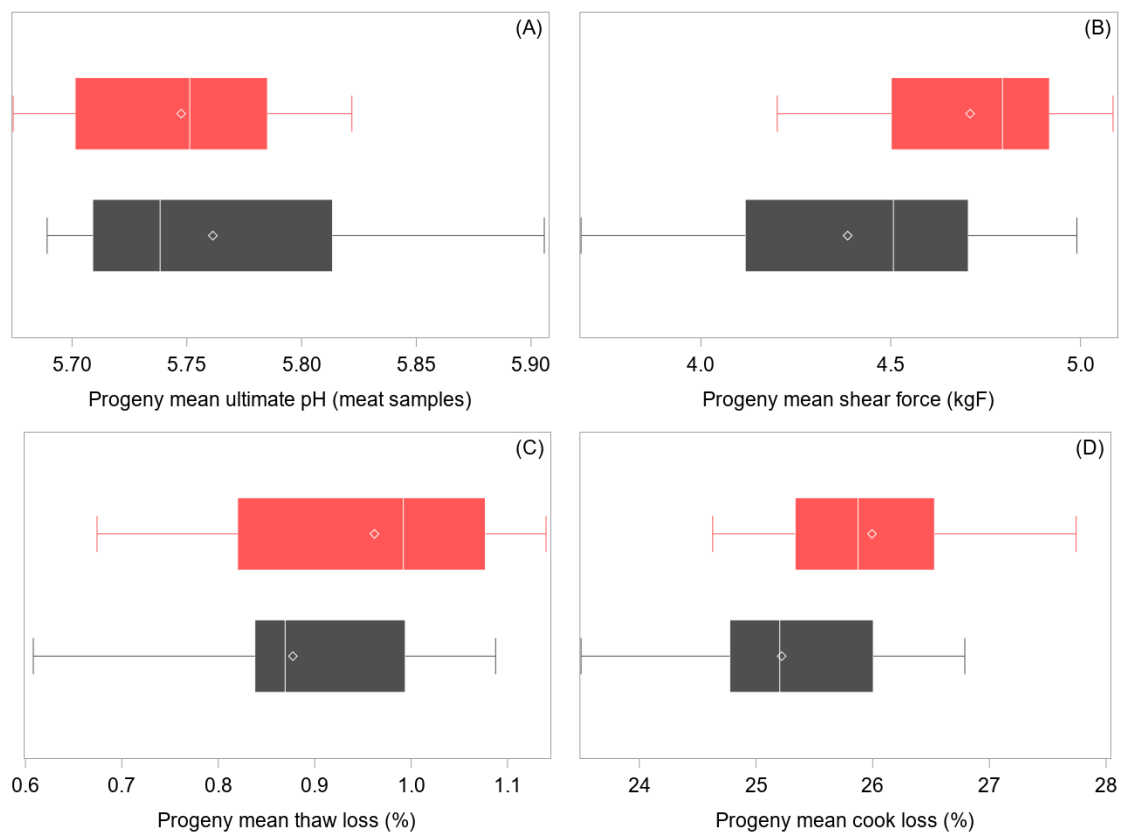 (A)
5.70 5.75 5.80 5.85 5.90
Progeny mean ultimate pH (meat samples)
(B)
4.0 4.5 5.0
Progeny mean shear force (kgF)
(C)
0.6 0.7 0.8 0.9 1.0 1.1
Progeny mean thaw loss (%)
(D)
24 25 26 27 28
Progeny mean cook loss (%)